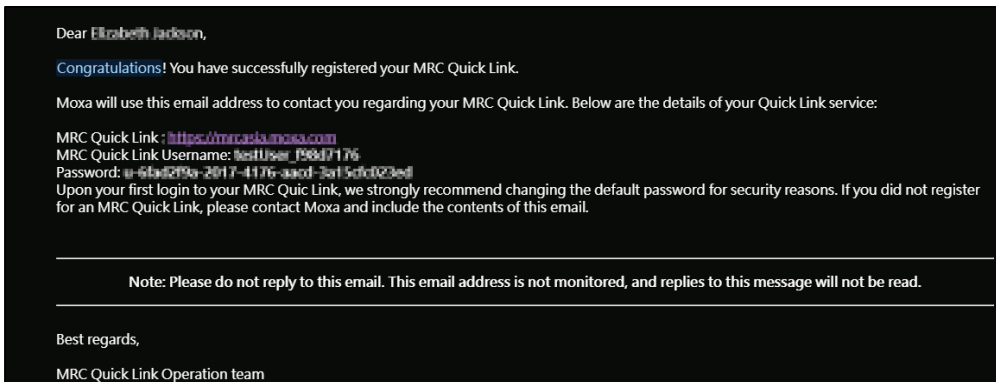 Dear ,
Congratulations! You have successfully registered your MRC Quick Link.
Moxa will use this email address to contact you regarding your MRC Quick Link. Below are the details of your Quick Link service:
MRC Quick Link :
MRC Quick Link Username:
Password:
Upon your first login to your MRC Quic Link, we strongly recommend changing the default password for security reasons. If you did not register
for an MRC Quick Link, please contact Moxa and include the contents of this email.
Note: Please do not reply to this email. This email address is not monitored, and replies to this message will not be read.
Best regards,
MRC Quick Link Operation team